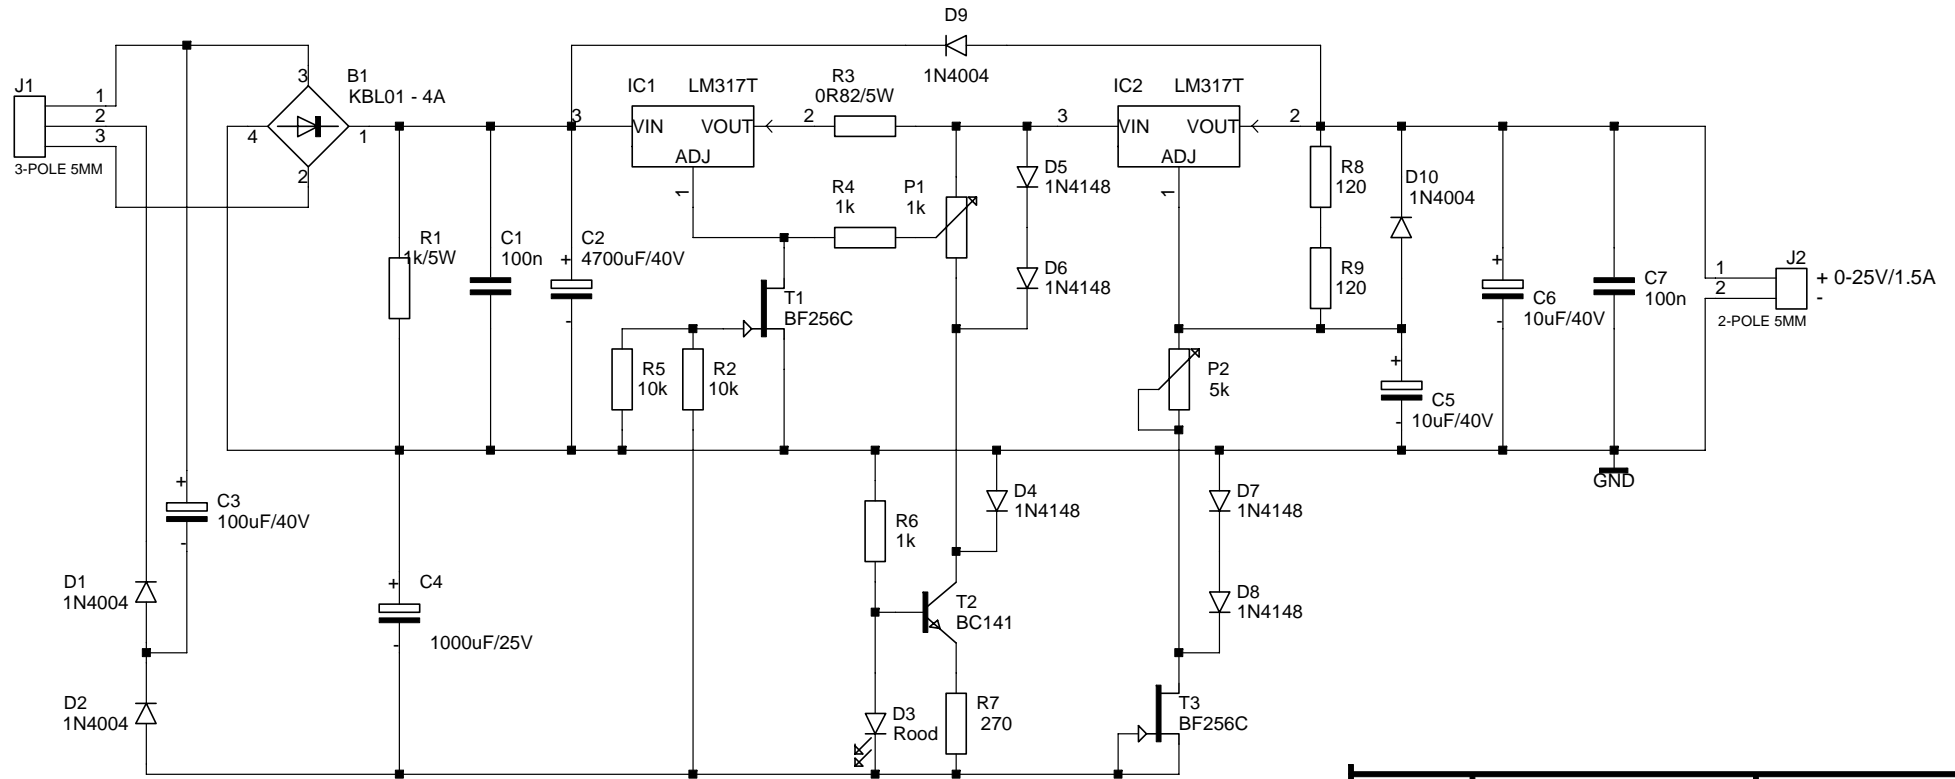 D9
1N4004
J1
1
2
3
3-POLE 5MM
3
4
1
2
B1
KBL01 - 4A
3
IC1 LM317T
VIN VOUT
ADJ
1
2
R3
0R82/5W
3
IC2 LM317T
VIN VOUT
ADJ
1
2
D5
1N4148
R4
1k
P1
1k
D6
1N4148
R8
120
R9
120
D10
1N4004
R1
1k/5W
C1
100n
C2
4700uF/40V
+
-
T1
BF256C
R5
10k
R2
10k
P2
5k
+
-
C5
10uF/40V
+
-
C6
10uF/40V
C7
100n
1
2
J2
+ 0-25V/1.5A
-
2-POLE 5MM
GND
+
-
C3
100uF/40V
D1
1N4004
D2
1N4004
+
-
C4
1000uF/25V
R6
1k
D4
1N4148
T2
BC141
D3
Rood
R7
270
D7
1N4148
D8
1N4148
T3
BF256C